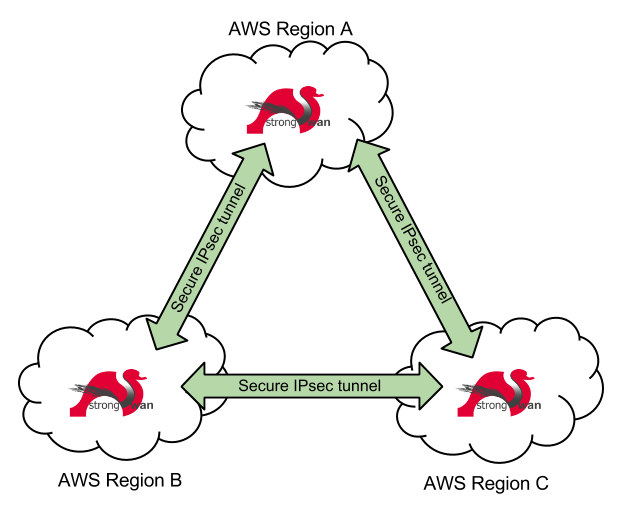 AWS Region A
strongswan
Secure IPsec tunnel
Secure IPsec tunnel
strongswan
Secure IPsec tunnel
strongswan
AWS Region B
AWS Region C